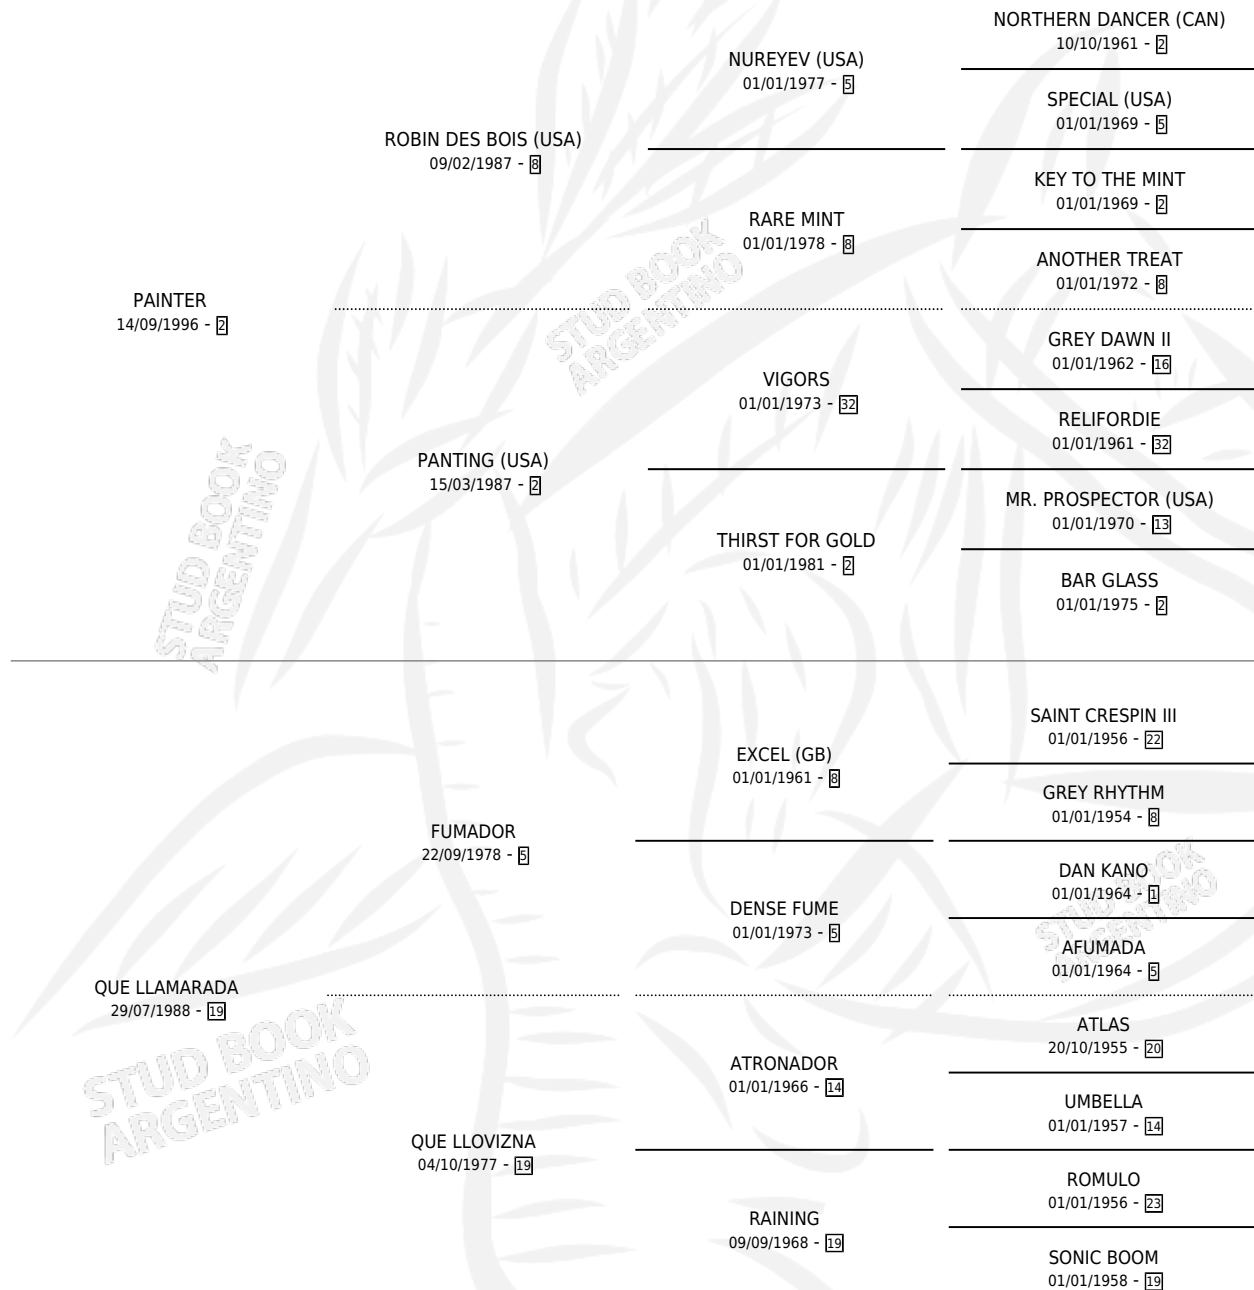 NORTHERN DANCER (CAN)
10/10/1961 - 2
NUREYEV (USA)
01/01/1977 - 5
SPECIAL (USA)
01/01/1969 - 5
ROBIN DES BOIS (USA)
09/02/1987 - 8
KEY TO THE MINT
01/01/1969 - 2
RARE MINT
01/01/1978 - 8
ANOTHER TREAT
01/01/1972 - 8
PAINTER
14/09/1996 - 2
STUD BOOK
ARGENTINO
GREY DAWN II
01/01/1962 - 16
VIGORS
01/01/1973 - 32
RELIFORDIE
01/01/1961 - 32
PANTING (USA)
15/03/1987 - 2
MR. PROSPECTOR (USA)
01/01/1970 - 13
THIRST FOR GOLD
01/01/1981 - 2
BAR GLASS
01/01/1975 - 2
STUD BOOK
ARGENTINO
SAINT CRESPIN III
01/01/1956 - 22
EXCEL (GB)
01/01/1961 - 8
GREY RHYTHM
01/01/1954 - 8
FUMADOR
22/09/1978 - 5
DAN KANO
01/01/1964 - 1
DENSE FUME
01/01/1973 - 5
AFUMADA
01/01/1964 - 5
STUD BOOK
ARGENTINO
QUE LLAMARADA
29/07/1988 - 19
STUD BOOK
ARGENTINO
ATLAS
20/10/1955 - 20
ATRONADOR
01/01/1966 - 14
UMBELLA
01/01/1957 - 14
QUE LLOVIZNA
04/10/1977 - 19
ROMULO
01/01/1956 - 23
RAINING
09/09/1968 - 19
SONIC BOOM
01/01/1958 - 19